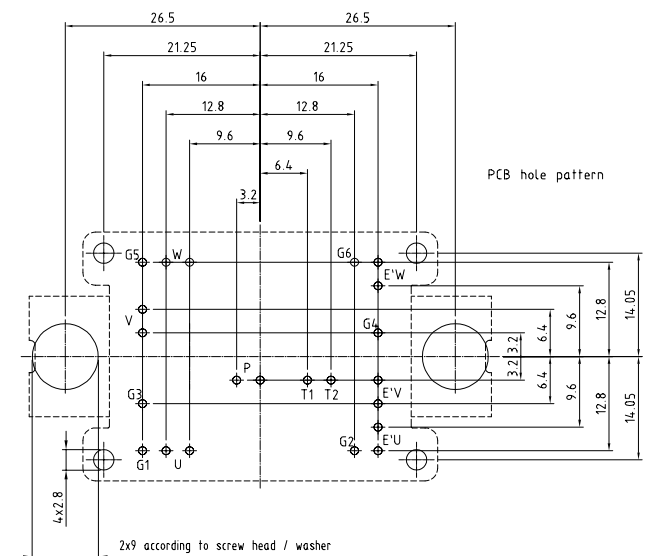 26.5 26.5
21.25 21.25
16 16
12.8 12.8
9.6 9.6
6.4
3.2
PCB hole pattern
G5 W G6
E'W
V G4
P
T1 T2 E'V
G3
G1 U G2 E'U
3.2 6.4 9.6 12.8 14.05
3.2 6.4 9.6 12.8 14.05
4x2.8
2x9 according to screw head / washer